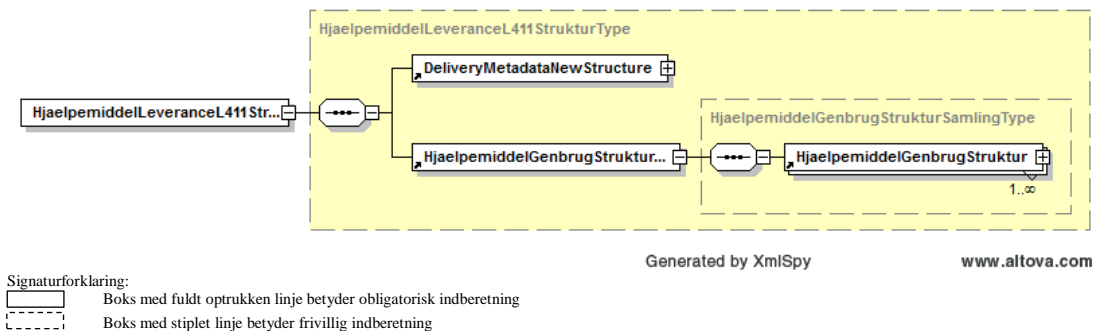 HjaelpemiddelLeveranceL411StrukturType
DeliveryMetadataNewStructure
HjaelpemiddelLeveranceL411Str...
HjaelpemiddelGenbrugStrukturSamlingType
HjaelpemiddelGenbrugStruktur...
HjaelpemiddelGenbrugStruktur
1..∞
Generated by XmlSpy www.altova.com
Signaturforklaring:
Boks med fuldt optrukken linje betyder obligatorisk indberetning
Boks med stiplet linje betyder frivillig indberetning